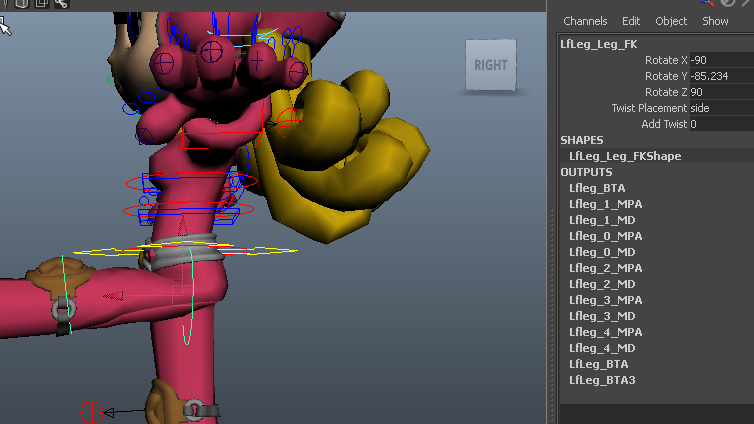 Channels Edit Object Show
LfLeg_Leg_FK
Rotate X -90
Rotate Y -85.234
Rotate Z 90
Twist Placement side
Add Twist 0
SHAPES
LfLeg_Leg_FKShape
OUTPUTS
Lfleg_BTA
Lfleg_1_MPA
Lfleg_1_MD
Lfleg_0_MPA
Lfleg_0_MD
Lfleg_2_MPA
Lfleg_2_MD
Lfleg_3_MPA
Lfleg_3_MD
Lfleg_4_MPA
Lfleg_4_MD
LfLeg_BTA
LfLeg_BTA3
RIGHT